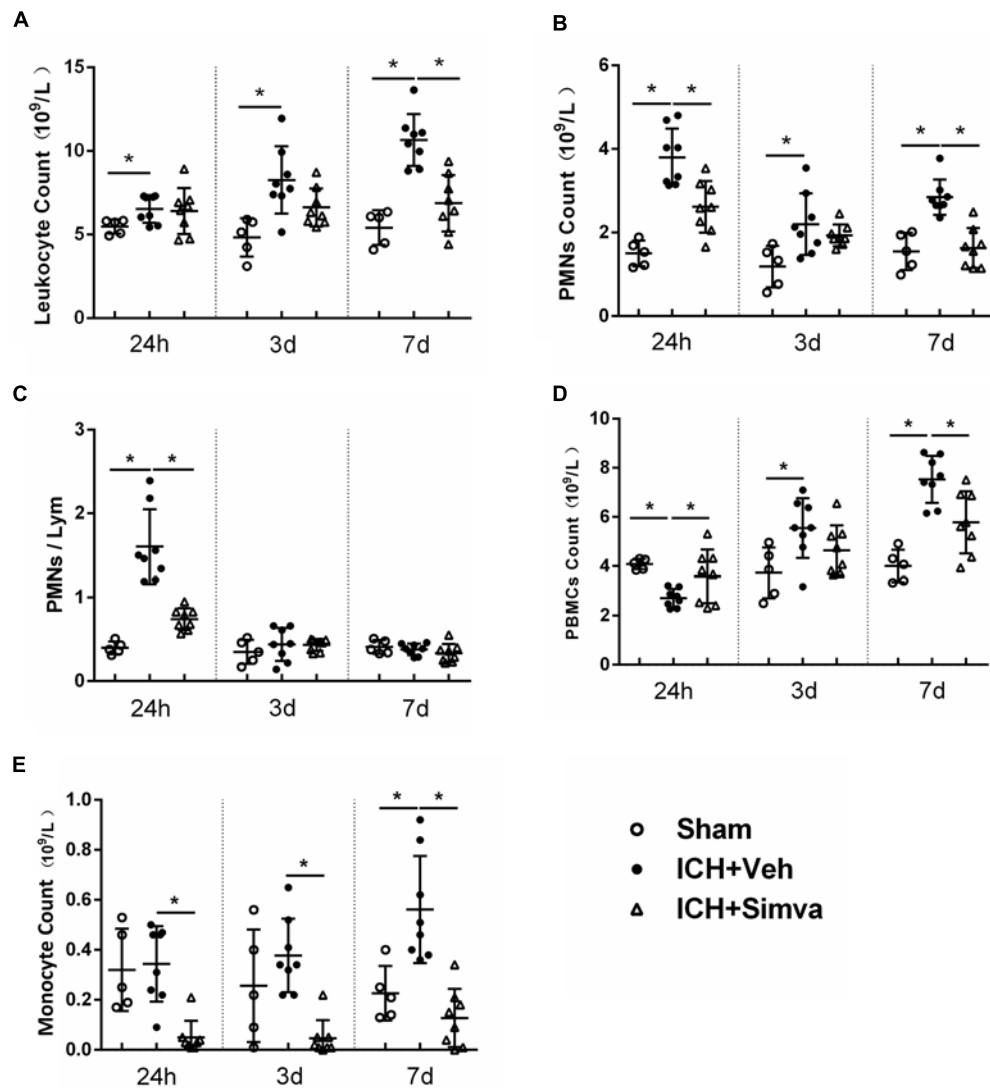 A
Leukocyte Count (10⁹/L)
15
10
5
0
* * * *
24h 3d 7d
B
PMNs Count (10⁹/L)
6
4
2
0
* * * * *
24h 3d 7d
C
PMNs / Lym
3
2
1
0
* *
24h 3d 7d
D
PBMCs Count (10⁹/L)
10
8
6
4
2
0
* * * * *
24h 3d 7d
E
Monocyte Count (10⁹/L)
1.0
0.8
0.6
0.4
0.2
0.0
* * * *
24h 3d 7d
Sham
ICH+Veh
ICH+Simva